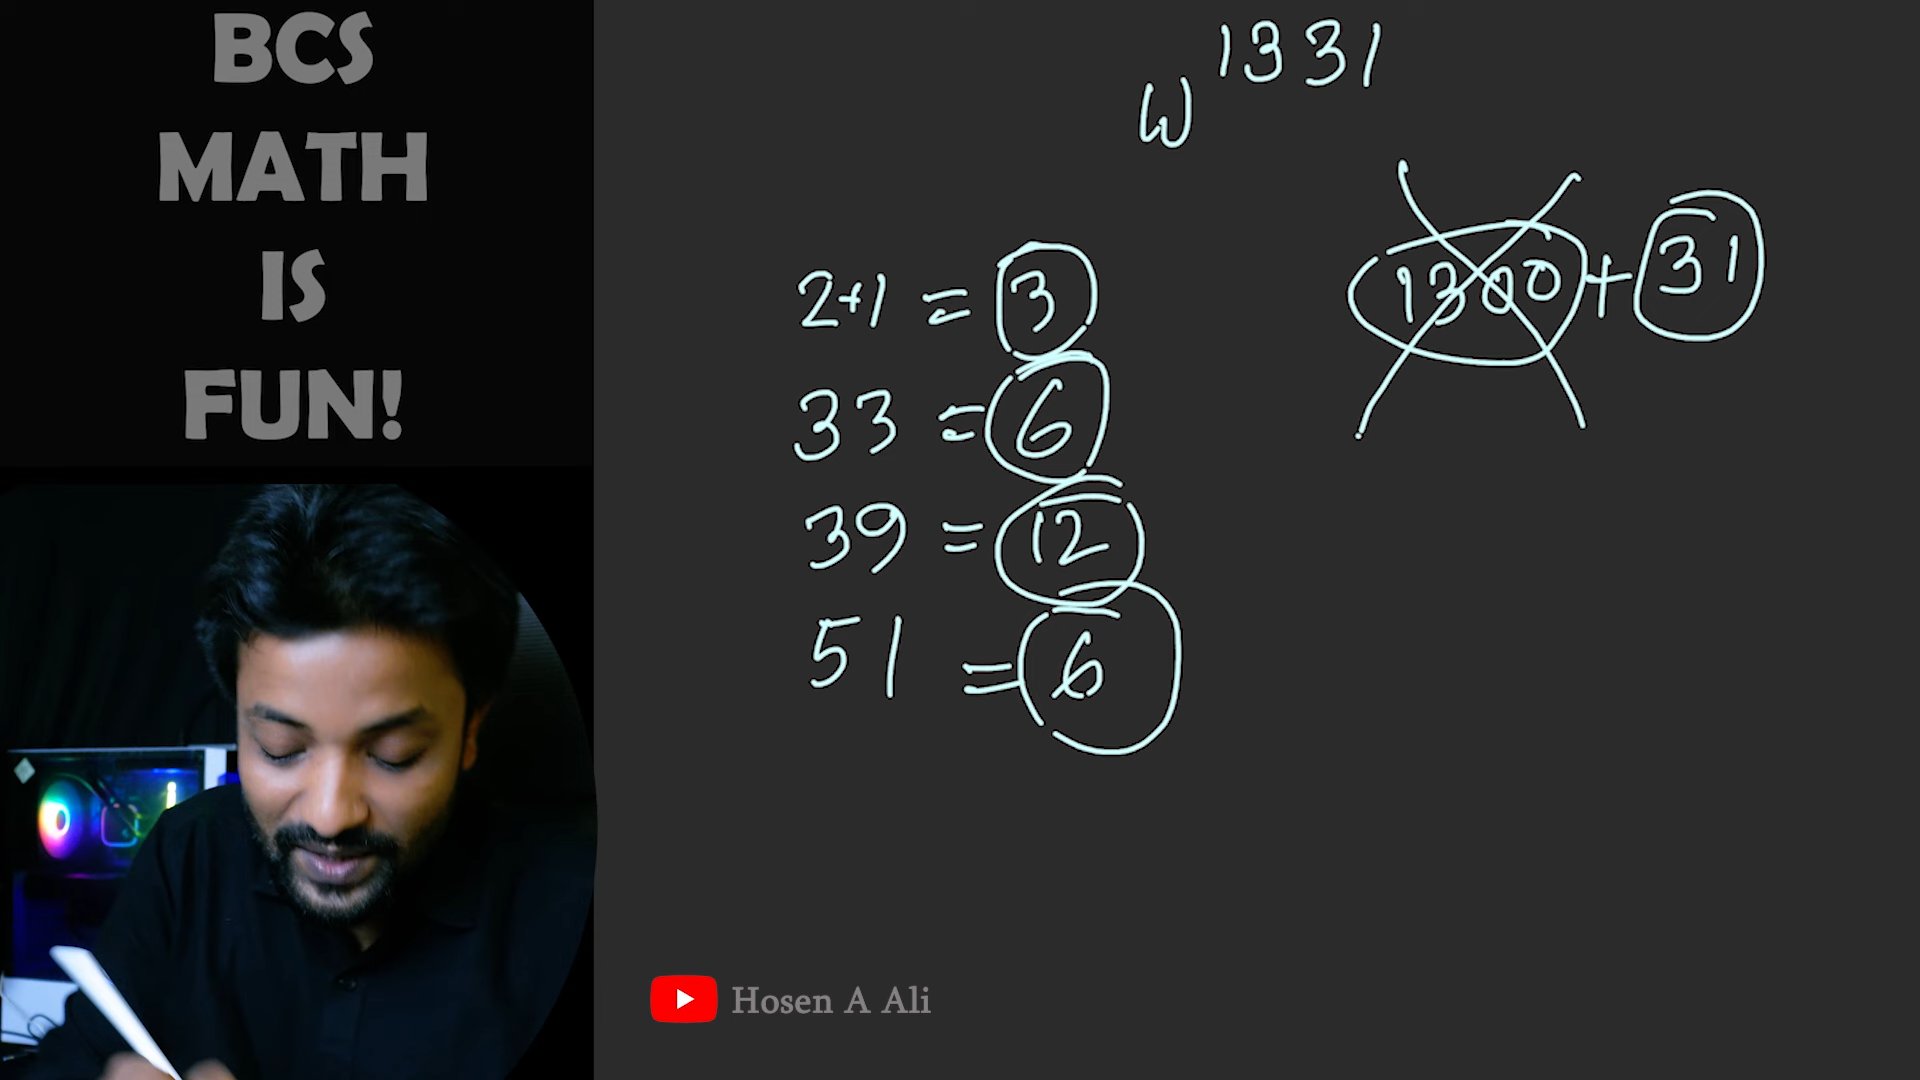 BCS
MATH
IS
FUN!
W^1331
1300 + 31
2+1 = 3
33 = 6
39 = 12
51 = 6
Hosen A Ali